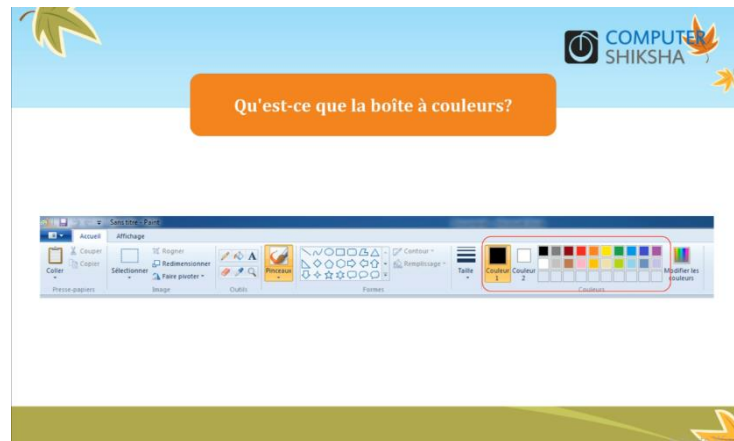 COMPUTER
SHIKSHA
Qu'est-ce que la boîte à couleurs?
Sans titre - Paint
Accueil Affichage
Coller
Couper
Copier
Presse-papiers
Sélectionner
Rogner
Redimensionner
Faire pivoter
Image
A
Outils
Pinceaux
Contour
Remplissage
Formes
Taille
Couleur 1
Couleur 2
Modifier les couleurs
Couleurs